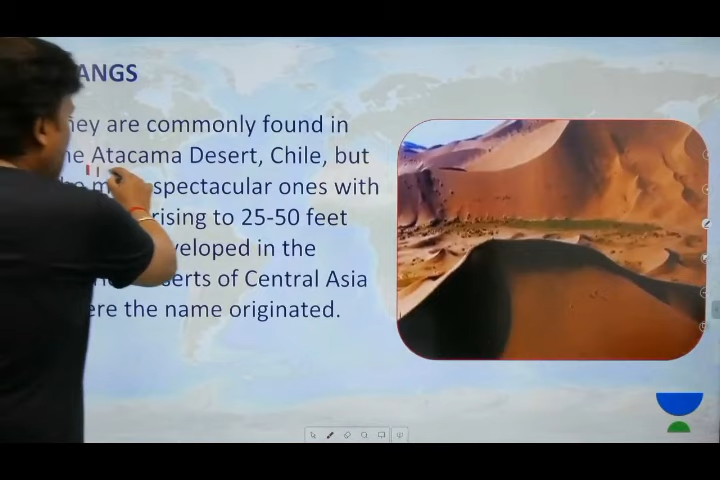 ANGS
hey are commonly found in
he Atacama Desert, Chile, but
spectacular ones with
rising to 25-50 feet
veloped in the
serts of Central Asia
ere the name originated.